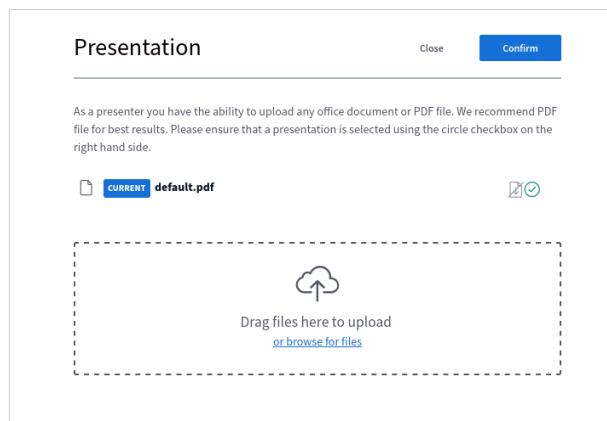 Presentation
Close
Confirm
As a presenter you have the ability to upload any office document or PDF file. We recommend PDF
file for best results. Please ensure that a presentation is selected using the circle checkbox on the
right hand side.
CURRENT default.pdf
Drag files here to upload
or browse for files